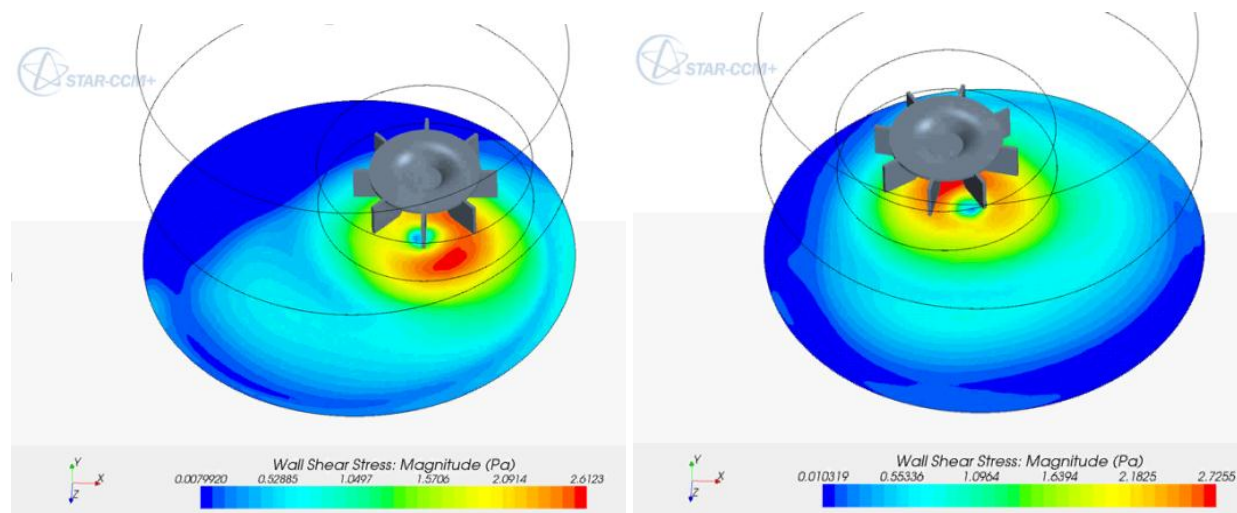 STAR-CCM+
Y
X
Z
Wall Shear Stress: Magnitude (Pa)
0.0079920 0.52885 1.0497 1.5706 2.0914 2.6123
STAR-CCM+
Y
X
Z
Wall Shear Stress: Magnitude (Pa)
0.010319 0.55336 1.0964 1.6394 2.1825 2.7255